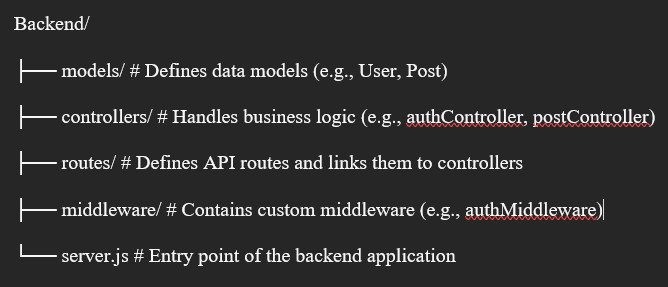 Backend/
├── models/ # Defines data models (e.g., User, Post)
├── controllers/ # Handles business logic (e.g., authController, postController)
├── routes/ # Defines API routes and links them to controllers
├── middleware/ # Contains custom middleware (e.g., authMiddleware)
└── server.js # Entry point of the backend application